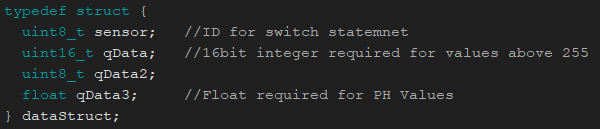 typedef struct {
  uint8_t sensor;   //ID for switch statemnet
  uint16_t qData;   //16bit integer required for values above 255
  uint8_t qData2;
  float qData3;     //Float required for PH Values
} dataStruct;